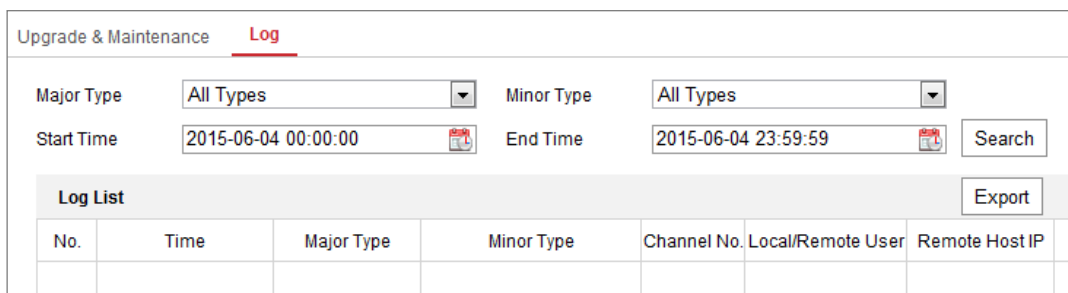 Upgrade & Maintenance Log
Major Type All Types Minor Type All Types
Start Time 2015-06-04 00:00:00 End Time 2015-06-04 23:59:59 Search
Log List Export
No. Time Major Type Minor Type Channel No. Local/Remote User Remote Host IP